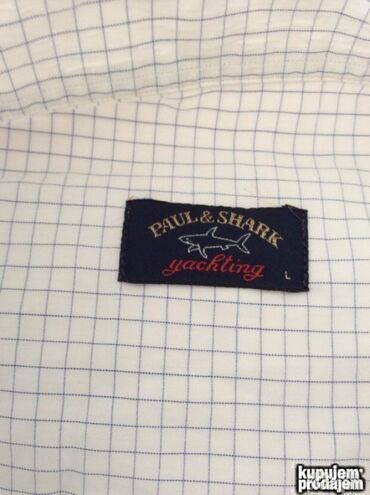 PAUL & SHARK
yachting
L
kupujem
prodajem